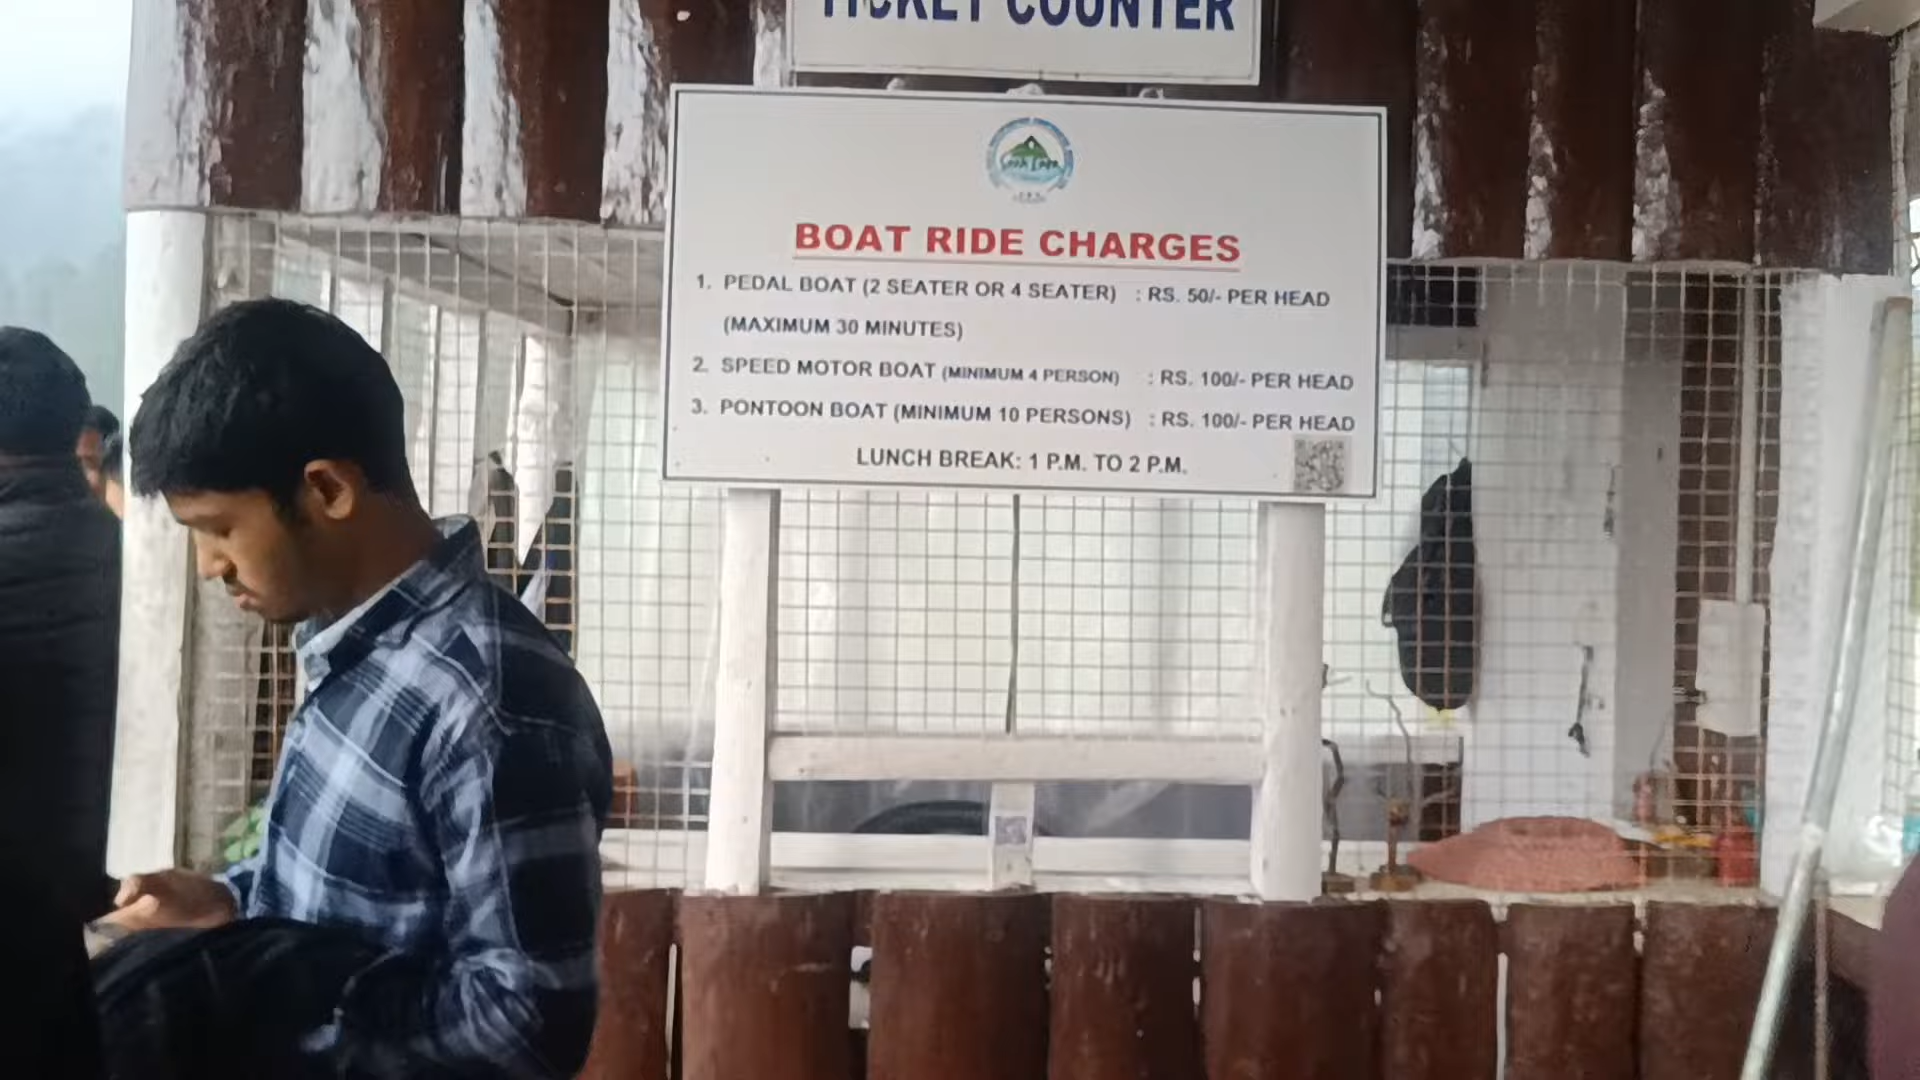 TICKET COUNTER
BOAT RIDE CHARGES
1. PEDAL BOAT (2 SEATER OR 4 SEATER) : RS. 50/- PER HEAD
(MAXIMUM 30 MINUTES)
2. SPEED MOTOR BOAT (MINIMUM 4 PERSON) : RS. 100/- PER HEAD
3. PONTOON BOAT (MINIMUM 10 PERSONS) : RS. 100/- PER HEAD
LUNCH BREAK: 1 P.M. TO 2 P.M.